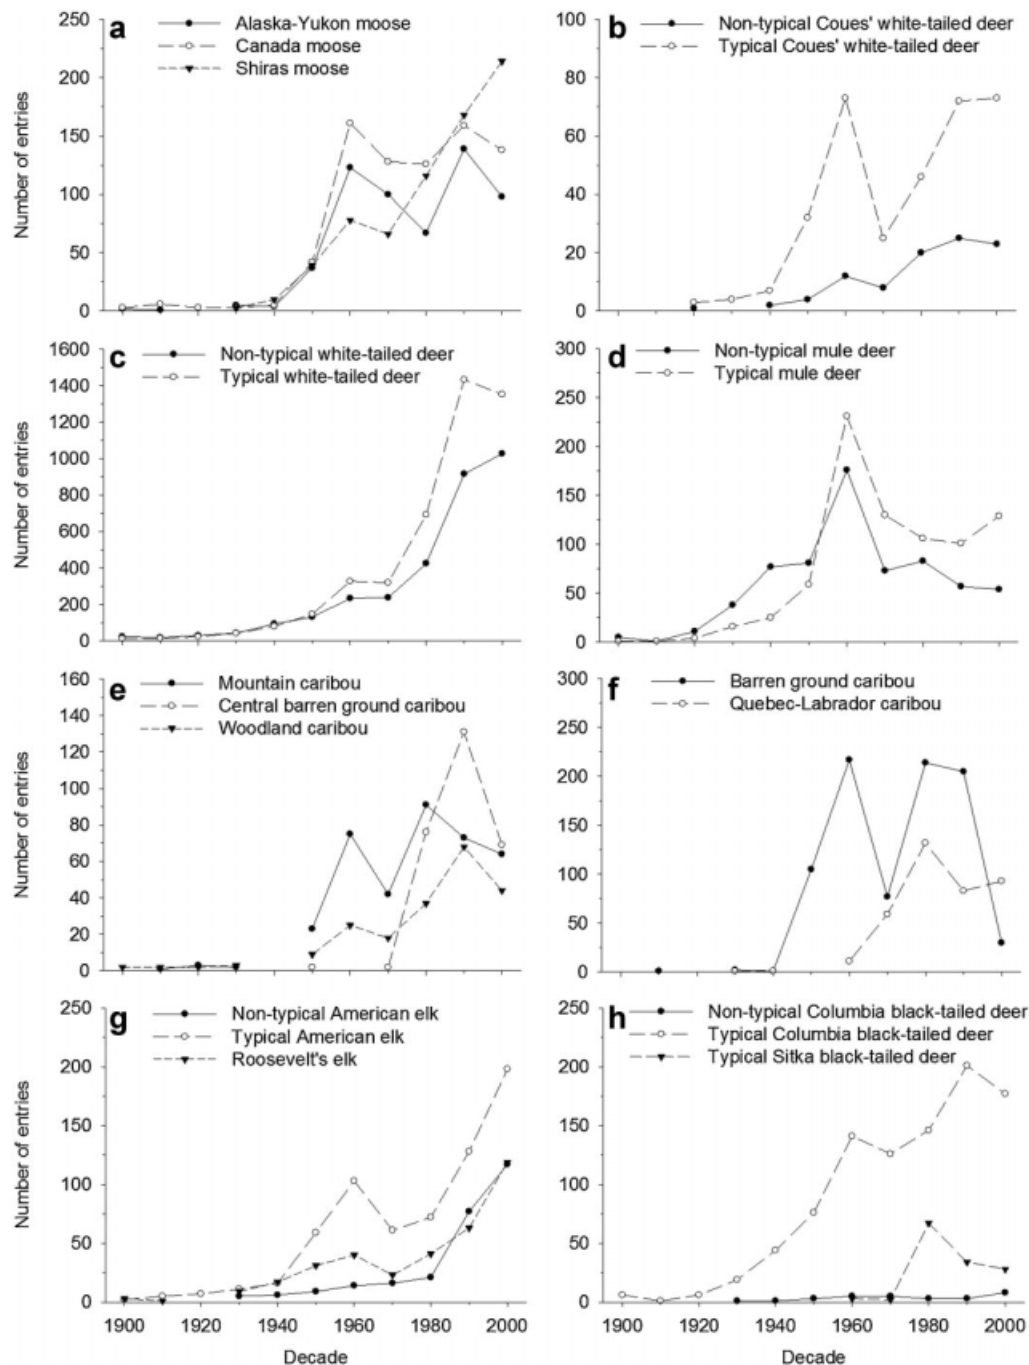 a
Alaska-Yukon moose
Canada moose
Shiras moose
250
200
150
100
50
0
Number of entries
b
Non-typical Coues' white-tailed deer
Typical Coues' white-tailed deer
100
80
60
40
20
0
c
Non-typical white-tailed deer
Typical white-tailed deer
1600
1400
1200
1000
800
600
400
200
0
Number of entries
d
Non-typical mule deer
Typical mule deer
300
250
200
150
100
50
0
e
Mountain caribou
Central barren ground caribou
Woodland caribou
160
140
120
100
80
60
40
20
0
Number of entries
f
Barren ground caribou
Quebec-Labrador caribou
300
250
200
150
100
50
0
g
Non-typical American elk
Typical American elk
Roosevelt's elk
250
200
150
100
50
0
Number of entries
1900 1920 1940 1960 1980 2000
Decade
h
Non-typical Columbia black-tailed deer
Typical Columbia black-tailed deer
Typical Sitka black-tailed deer
250
200
150
100
50
0
1900 1920 1940 1960 1980 2000
Decade